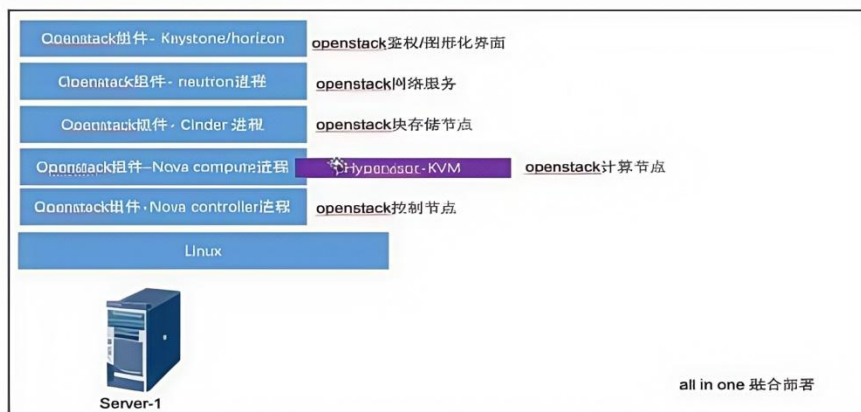 Openstack组件- Keystone/horizon
openstack鉴权/图形化界面
Openstack组件- neutron进程
openstack网络服务
Openstack组件- Cinder 进程
openstack块存储节点
Openstack组件-Nova compute进程
Hypervisor-KVM
openstack计算节点
Openstack组件-Nova controller进程
openstack控制节点
Linux
Server-1
all in one 融合部署